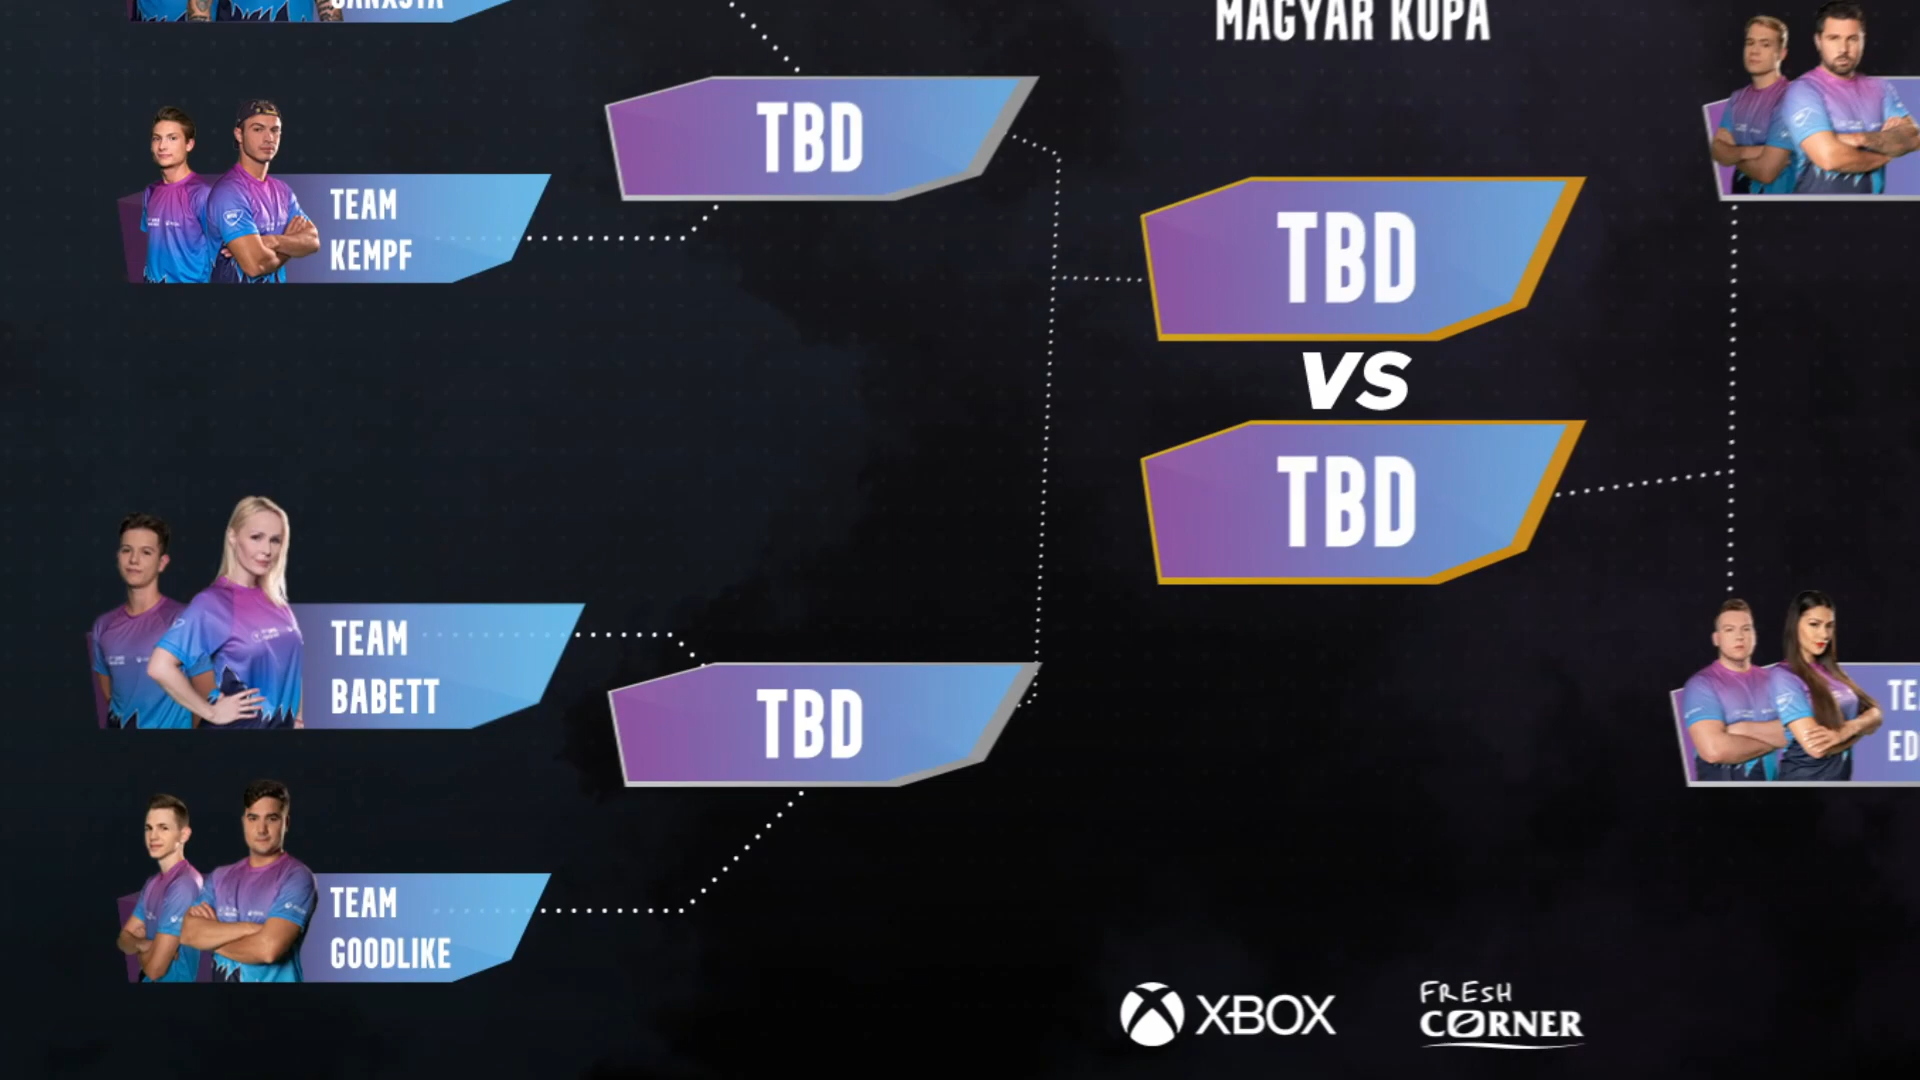 MAGYAR KUPA
TBD
TEAM
KEMPF
TBD
VS
TBD
TEAM
BABETT
TBD
TEAM
GOODLIKE
XBOX
FRESH
CORNER